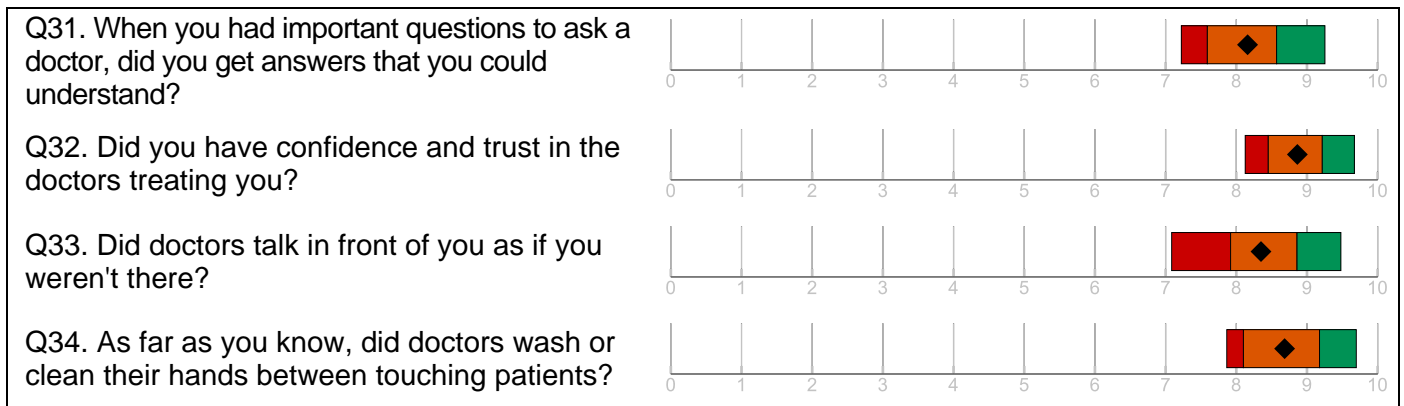 Q31. When you had important questions to ask a
doctor, did you get answers that you could
understand?
0 1 2 3 4 5 6 7 8 9 10
Q32. Did you have confidence and trust in the
doctors treating you?
0 1 2 3 4 5 6 7 8 9 10
Q33. Did doctors talk in front of you as if you
weren't there?
0 1 2 3 4 5 6 7 8 9 10
Q34. As far as you know, did doctors wash or
clean their hands between touching patients?
0 1 2 3 4 5 6 7 8 9 10